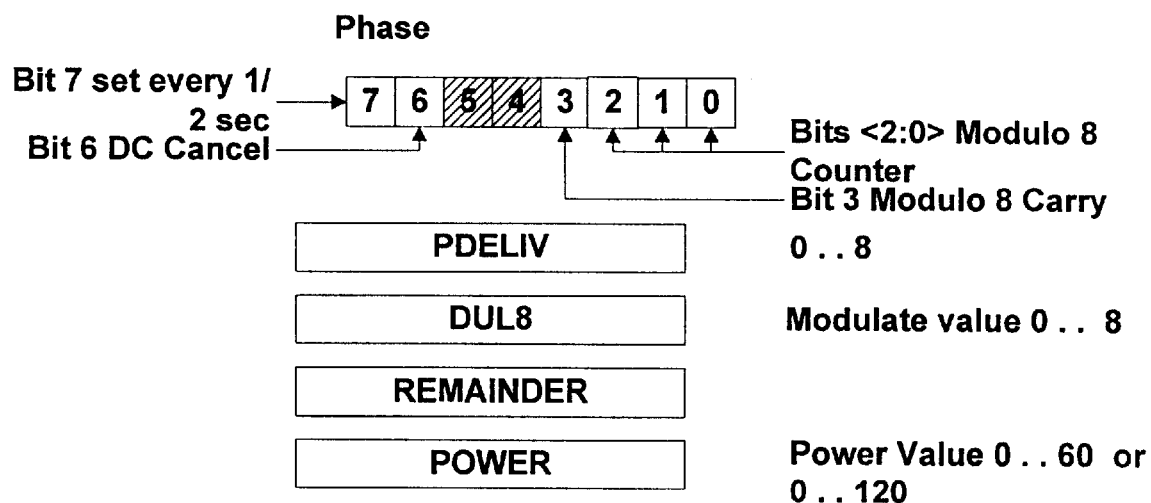 Phase
Bit 7 set every 1/
2 sec
7 6 5 4 3 2 1 0
Bit 6 DC Cancel
Bits <2:0> Modulo 8
Counter
Bit 3 Modulo 8 Carry
PDELIV
0 . . 8
DUL8
Modulate value 0 . . 8
REMAINDER
POWER
Power Value 0 . . 60 or
0 . . 120